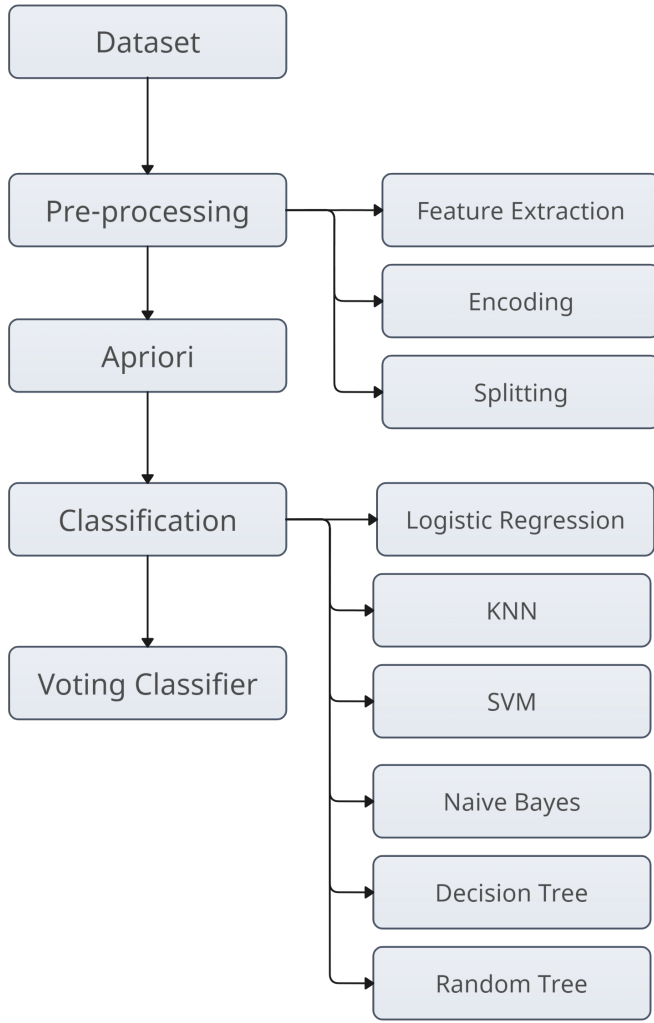 Dataset
Pre-processing
Feature Extraction
Encoding
Apriori
Splitting
Classification
Logistic Regression
KNN
Voting Classifier
SVM
Naive Bayes
Decision Tree
Random Tree